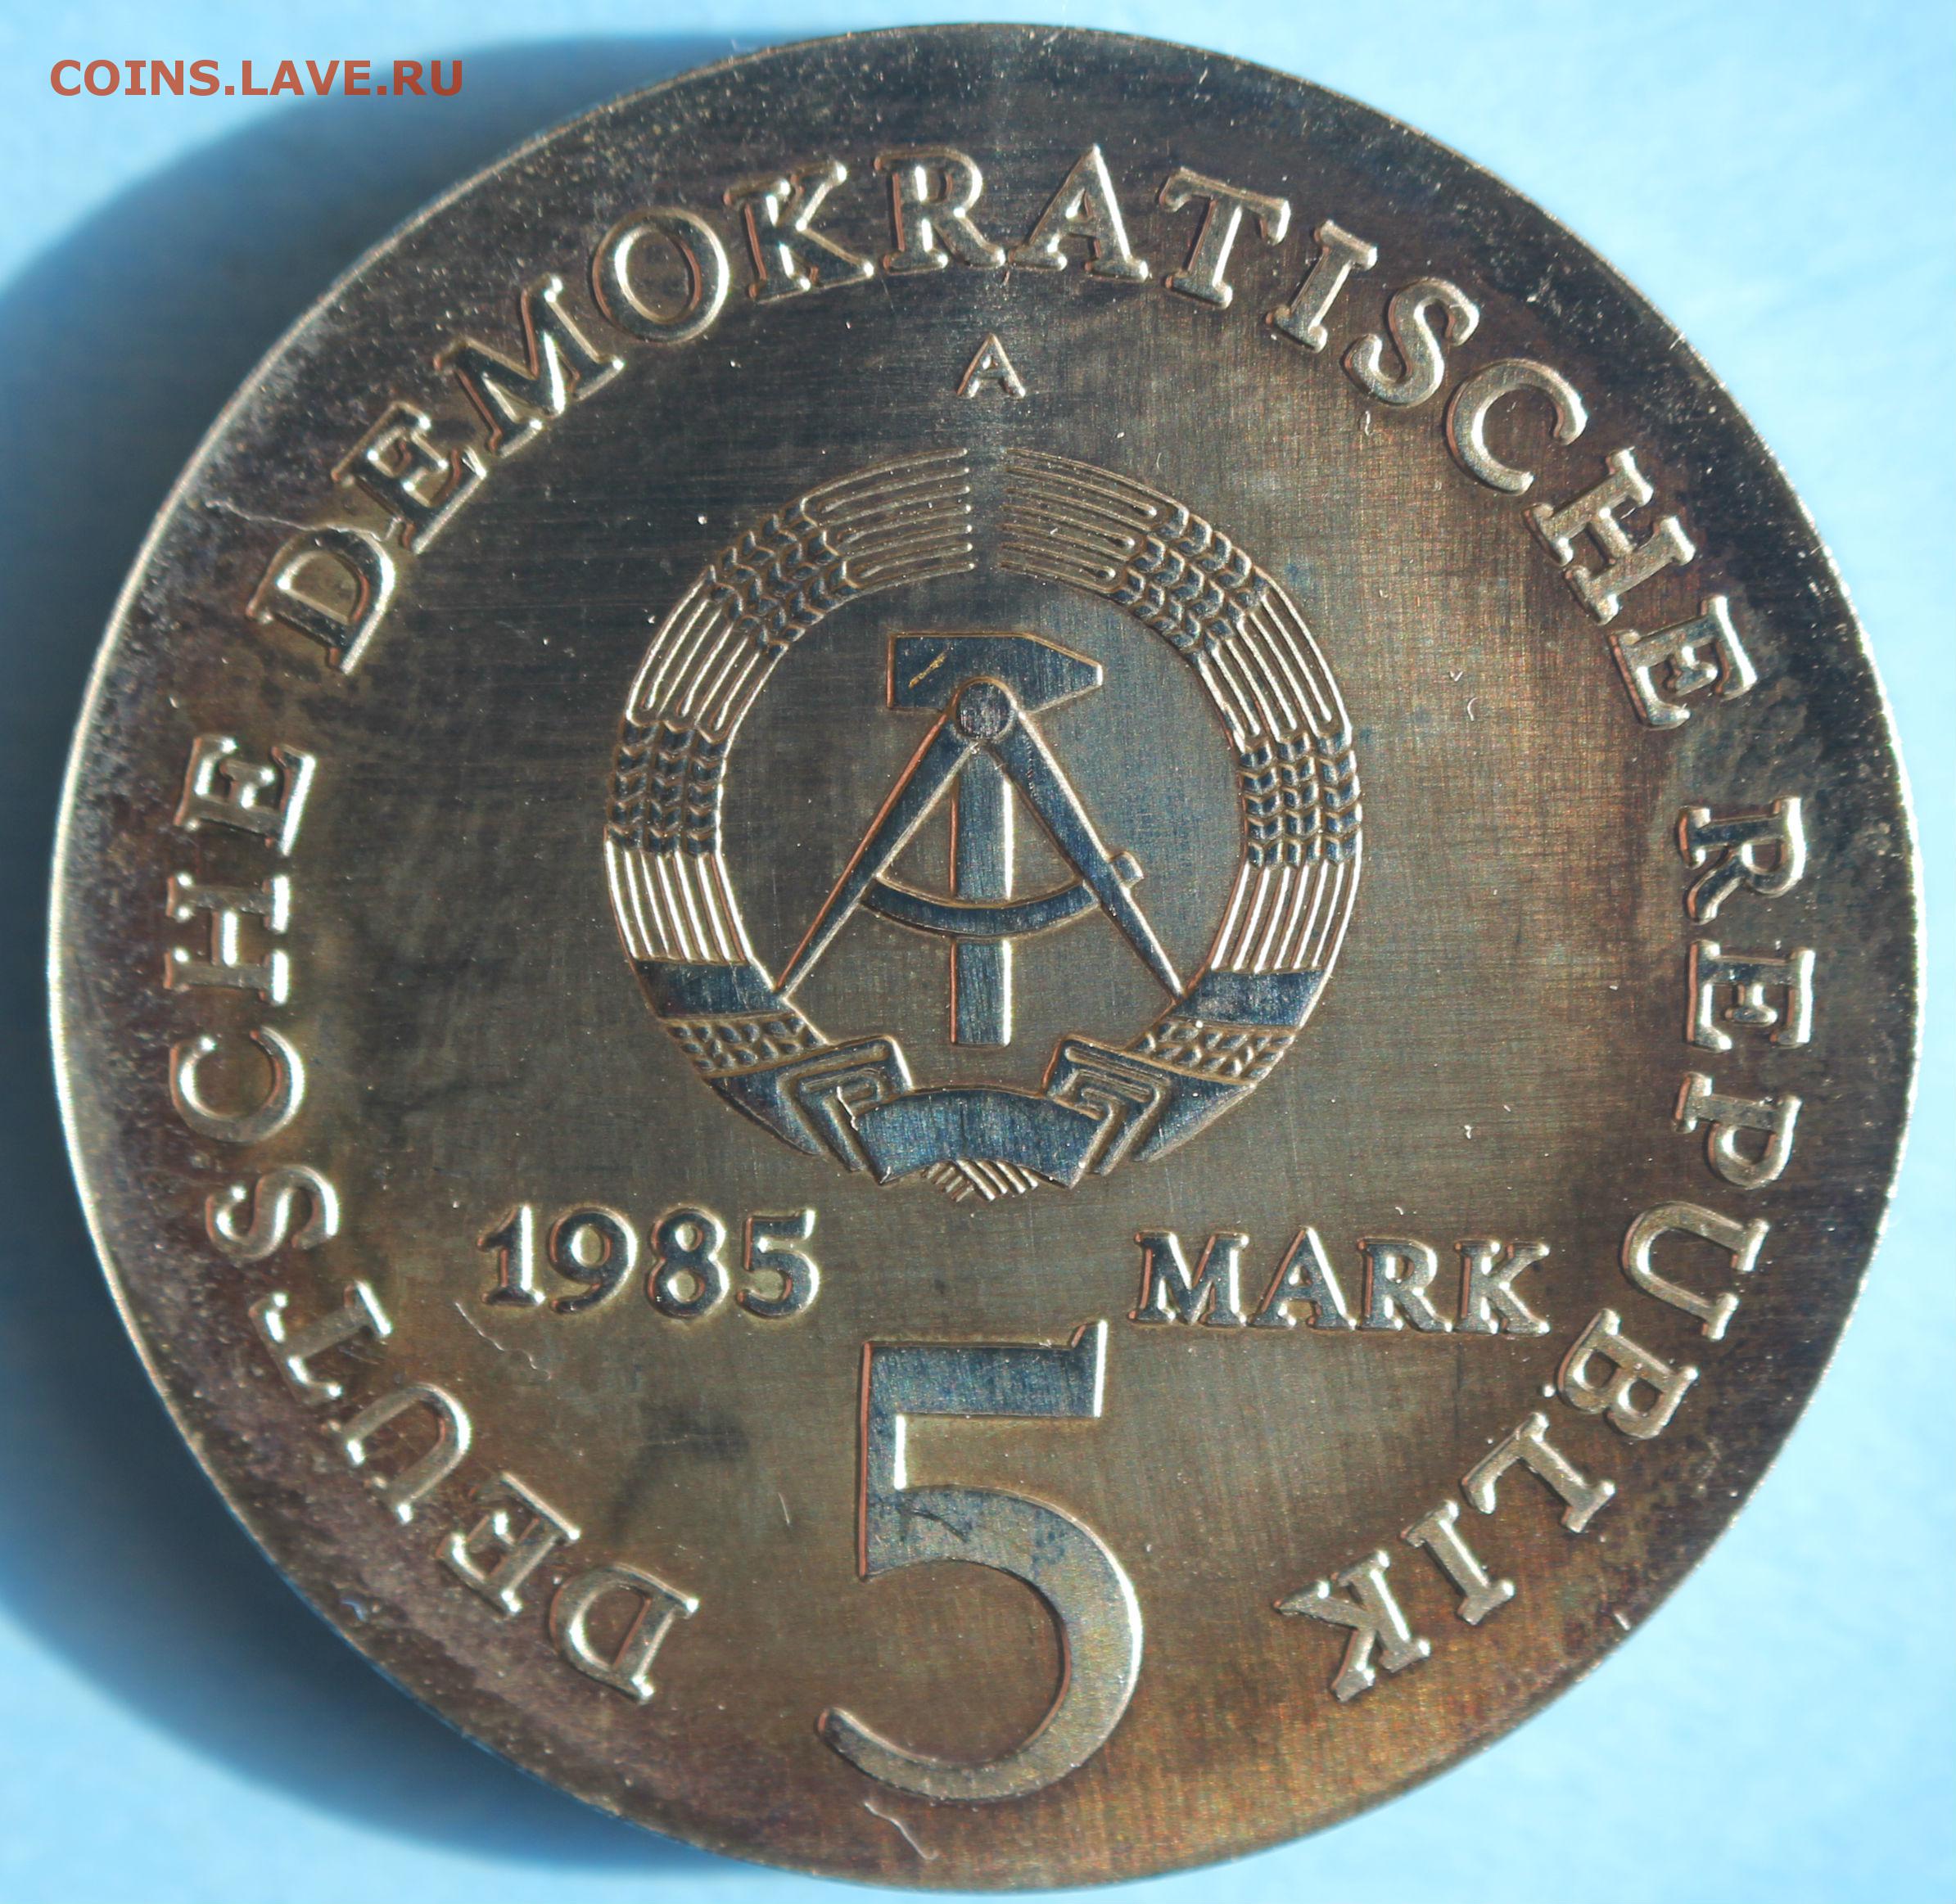 COINS.LAVE.RU
DEUTSCHE DEMOKRATISCHE REPUBLIK
A
1985 MARK
5